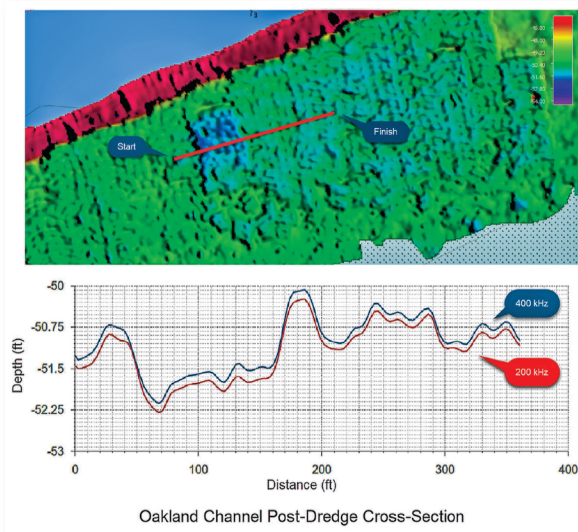 73
Start
Finish
-50
-50.75
-51.5
-52.25
-53
Depth (ft)
400 kHz
200 kHz
0
100
200
300
400
Distance (ft)
Oakland Channel Post-Dredge Cross-Section